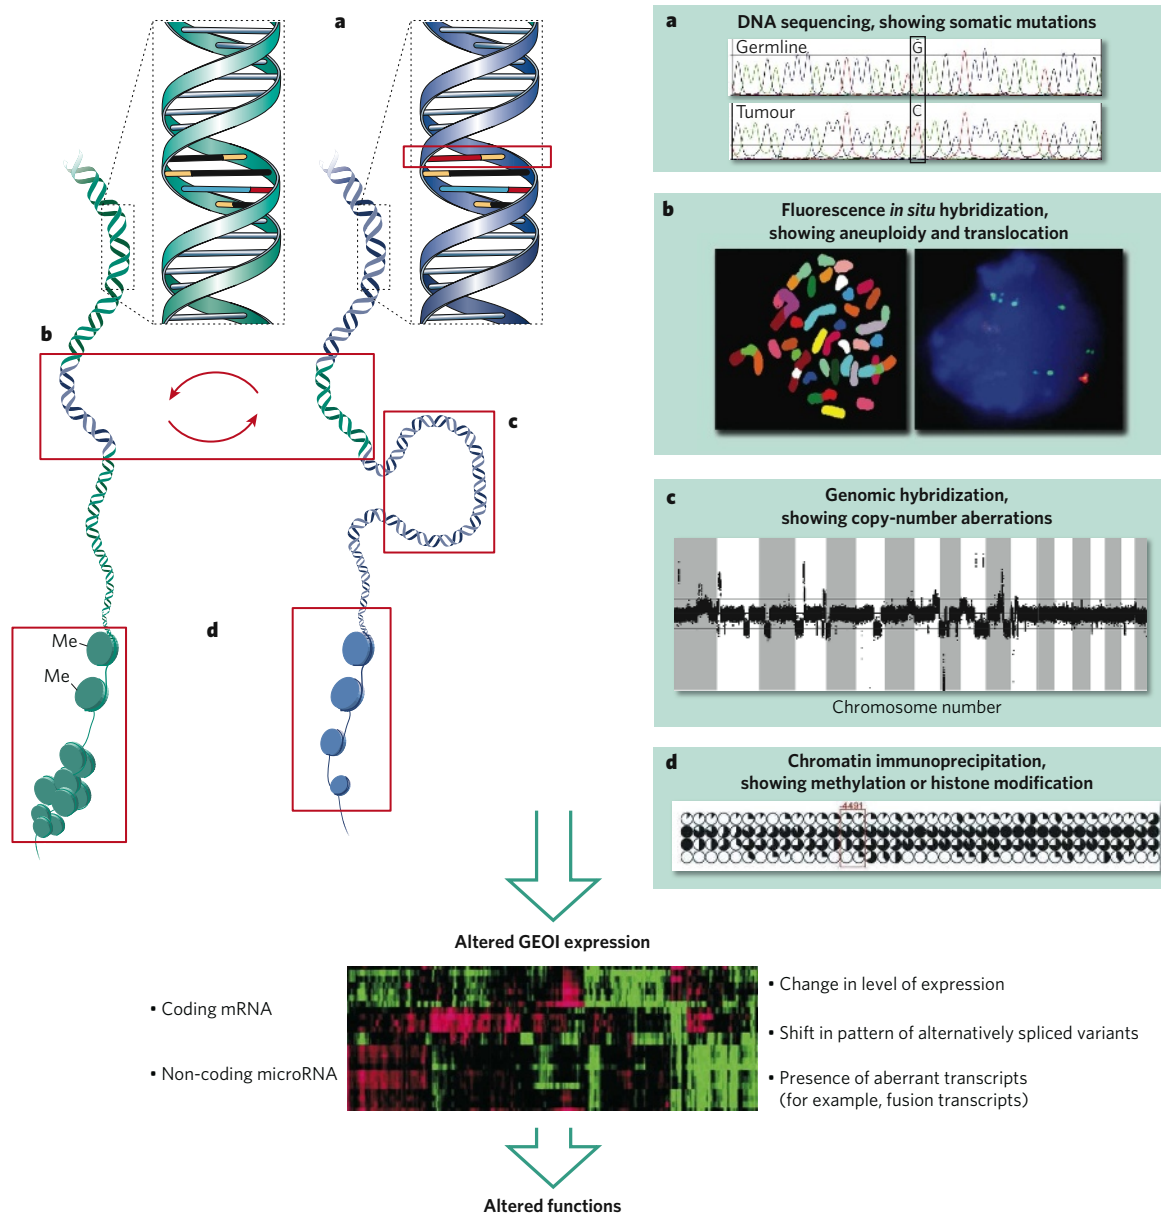 a
b
c
d
Me
Me
a
DNA sequencing, showing somatic mutations
Germline
G
Tumour
C
b
Fluorescence in situ hybridization,
showing aneuploidy and translocation
c
Genomic hybridization,
showing copy-number aberrations
Chromosome number
d
Chromatin immunoprecipitation,
showing methylation or histone modification
-4491
Altered GEOI expression
• Coding mRNA
• Non-coding microRNA
• Change in level of expression
• Shift in pattern of alternatively spliced variants
• Presence of aberrant transcripts
(for example, fusion transcripts)
Altered functions